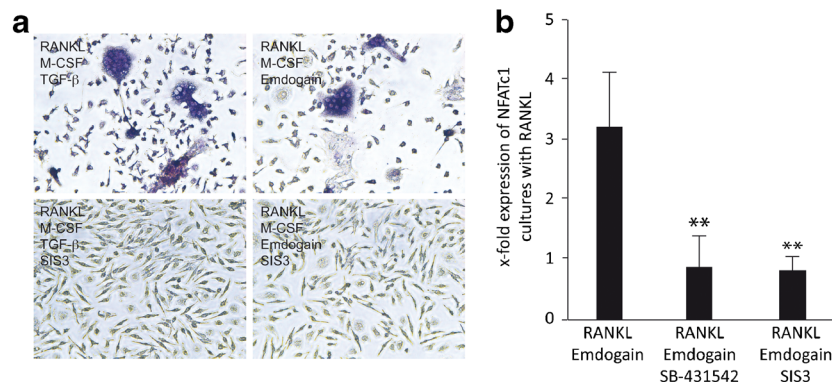 a
RANKL
M-CSF
TGF-β
RANKL
M-CSF
Emdogain
RANKL
M-CSF
TGF-β
SIS3
RANKL
M-CSF
Emdogain
SIS3
b
x-fold expression of NFATc1
cultures with RANKL
5
4
3
2
1
0
**
**
RANKL
Emdogain
RANKL
Emdogain
SB-431542
RANKL
Emdogain
SIS3